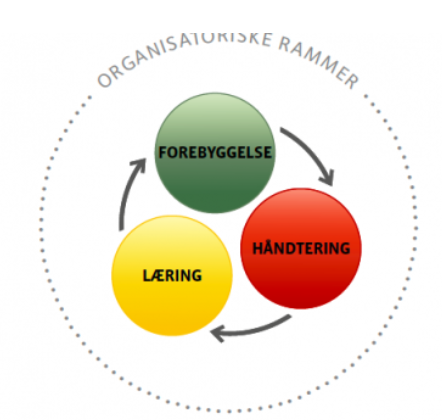 ORGANISATORISKE RAMMER
FOREBYGGELSE
HÅNDTERING
LÆRING